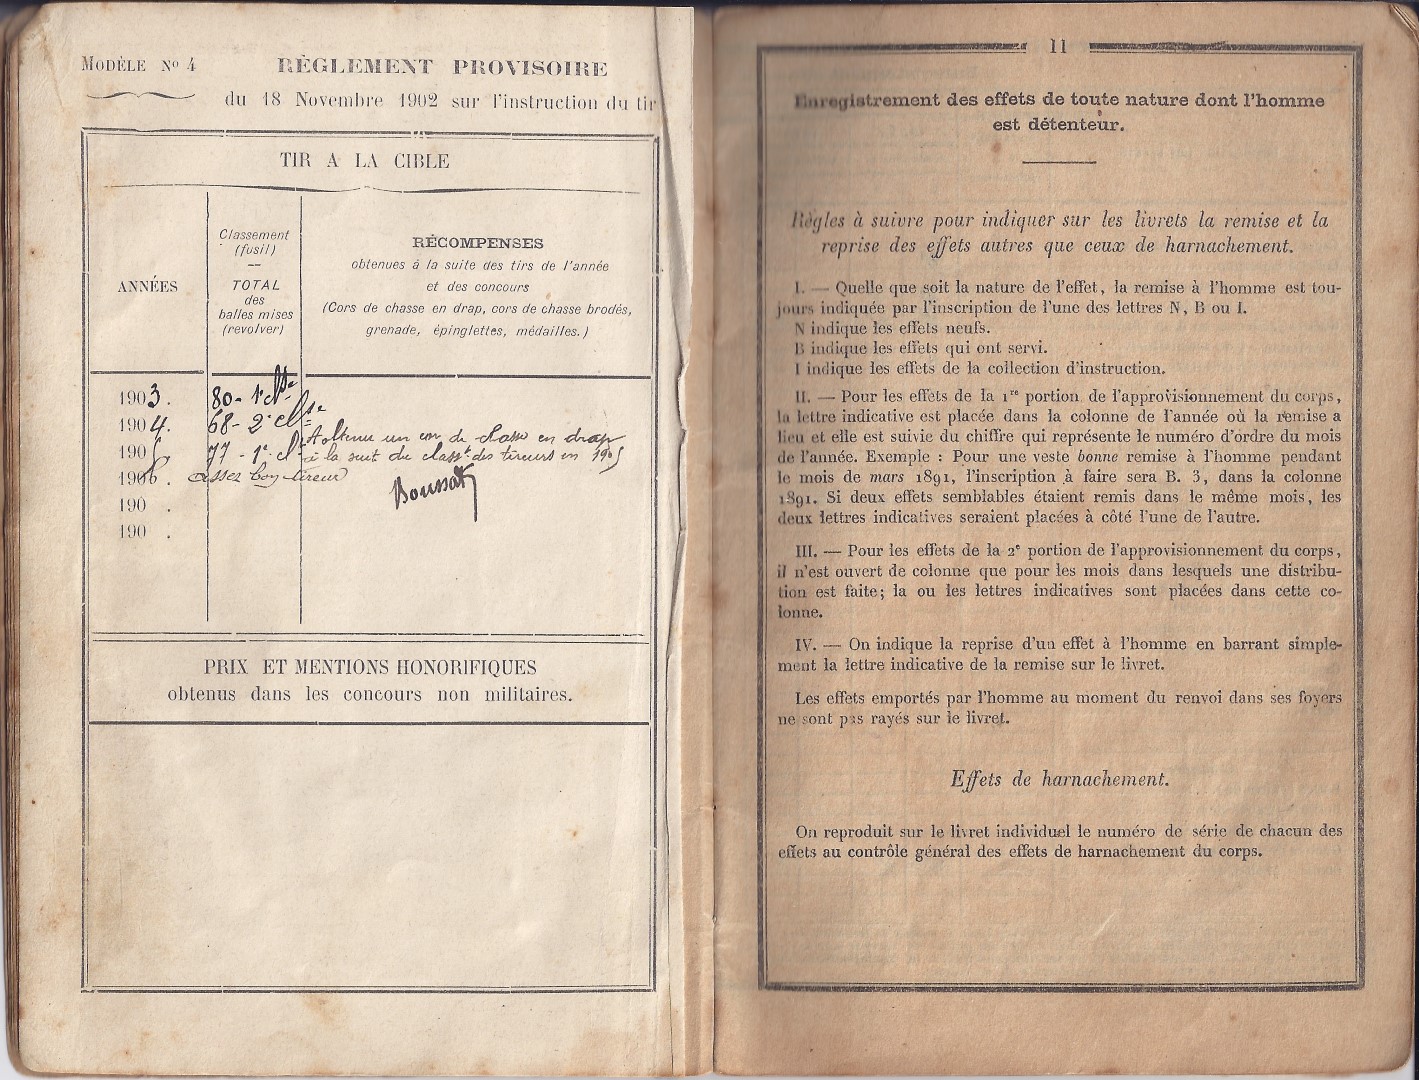 MODÈLE Nº 4
RÈGLEMENT PROVISOIRE
du 18 Novembre 1902 sur l'instruction du tir
TIR A LA CIBLE
ANNÉES
Classement
(fusil)
—
TOTAL
des
balles mises
(revolver)
RÉCOMPENSES
obtenues à la suite des tirs de l'année
et des concours
(Cors de chasse en drap, cors de chasse brodés,
grenade, épinglettes, médailles.)
1903. 80 - 1e clsse
1904. 68 - 2e clsse
A obtenu un cor de chasse en drap
1905. 77 - 1e cl. à la suit du classt des tireurs en 1905
1906. assez bon tireur
Boussat
190 .
190 .
PRIX ET MENTIONS HONORIFIQUES
obtenus dans les concours non militaires.
11
Enregistrement des effets de toute nature dont l'homme
est détenteur.
Règles à suivre pour indiquer sur les livrets la remise et la
reprise des effets autres que ceux de harnachement.
I. — Quelle que soit la nature de l'effet, la remise à l'homme est tou-
jours indiquée par l'inscription de l'une des lettres N, B ou I.
N indique les effets neufs.
B indique les effets qui ont servi.
I indique les effets de la collection d'instruction.
II. — Pour les effets de la 1re portion de l'approvisionnement du corps,
la lettre indicative est placée dans la colonne de l'année où la remise a
lieu et elle est suivie du chiffre qui représente le numéro d'ordre du mois
de l'année. Exemple : Pour une veste bonne remise à l'homme pendant
le mois de mars 1891, l'inscription à faire sera B. 3, dans la colonne
1891. Si deux effets semblables étaient remis dans le même mois, les
deux lettres indicatives seraient placées à côté l'une de l'autre.
III. — Pour les effets de la 2e portion de l'approvisionnement du corps,
il n'est ouvert de colonne que pour les mois dans lesquels une distribu-
tion est faite; la ou les lettres indicatives sont placées dans cette co-
lonne.
IV. — On indique la reprise d'un effet à l'homme en barrant simple-
ment la lettre indicative de la remise sur le livret.
Les effets emportés par l'homme au moment du renvoi dans ses foyers
ne sont pas rayés sur le livret.
Effets de harnachement.
On reproduit sur le livret individuel le numéro de série de chacun des
effets au contrôle général des effets de harnachement du corps.